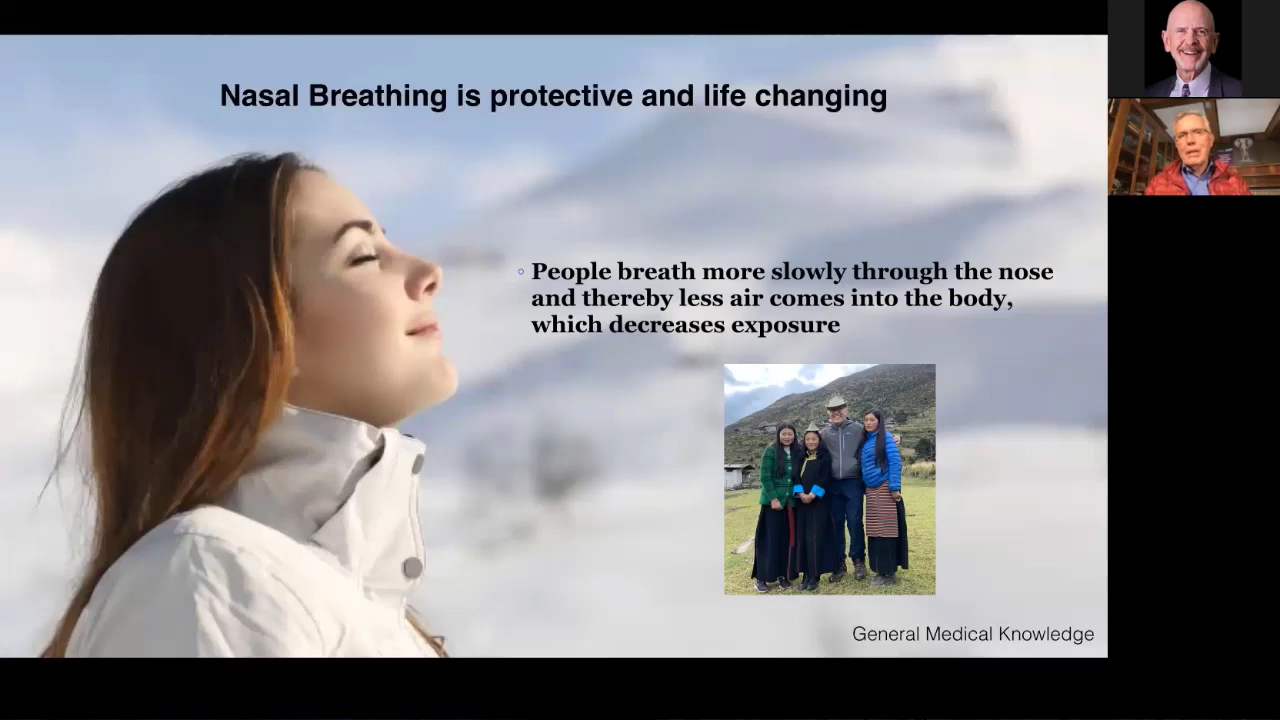 Nasal Breathing is protective and life changing
People breath more slowly through the nose
and thereby less air comes into the body,
which decreases exposure
General Medical Knowledge